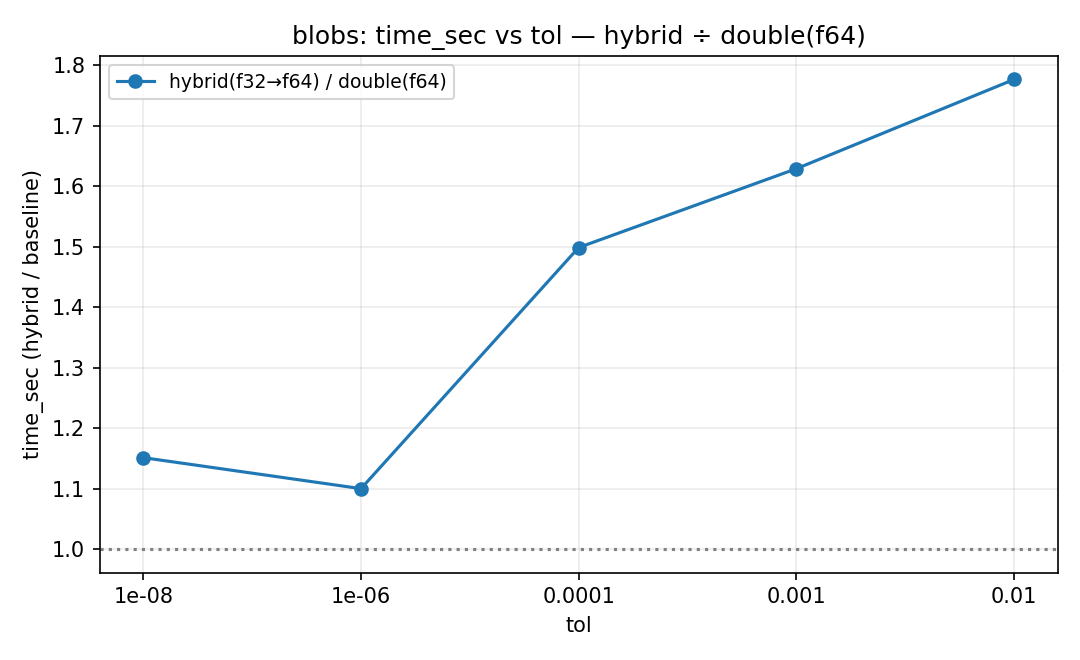 blobs: time_sec vs tol — hybrid ÷ double(f64)
hybrid(f32→f64) / double(f64)
time_sec (hybrid / baseline)
1.8
1.7
1.6
1.5
1.4
1.3
1.2
1.1
1.0
1e-08 1e-06 0.0001 0.001 0.01
tol